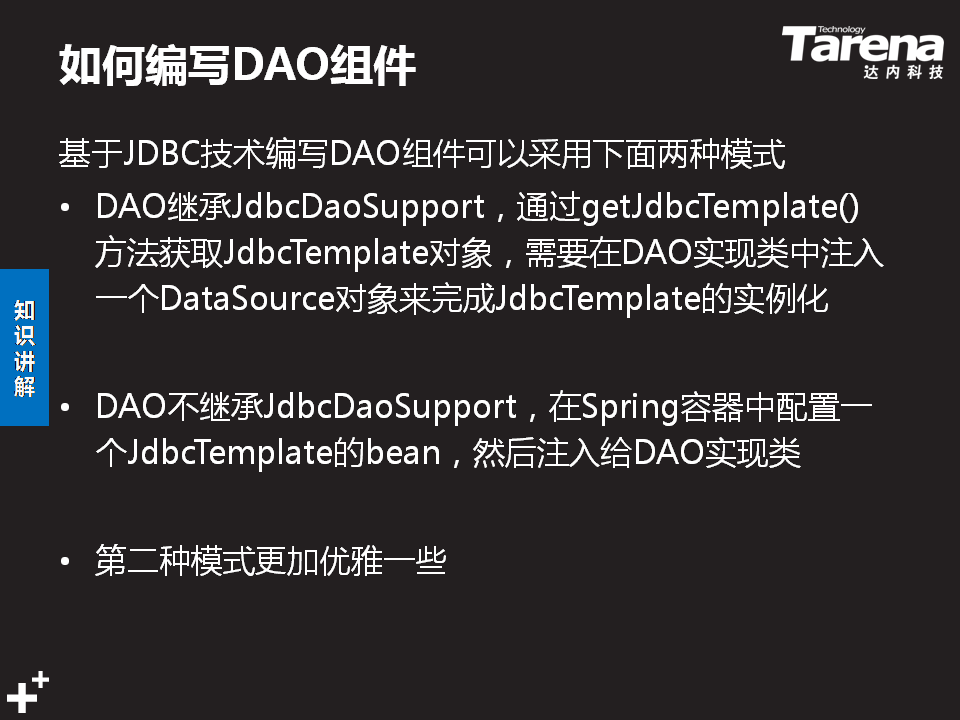 如何编写DAO组件
Technology
Tarena
达内科技
基于JDBC技术编写DAO组件可以采用下面两种模式
• DAO继承JdbcDaoSupport，通过getJdbcTemplate()
方法获取JdbcTemplate对象，需要在DAO实现类中注入
一个DataSource对象来完成JdbcTemplate的实例化
知识讲解
• DAO不继承JdbcDaoSupport，在Spring容器中配置一
个JdbcTemplate的bean，然后注入给DAO实现类
• 第二种模式更加优雅一些